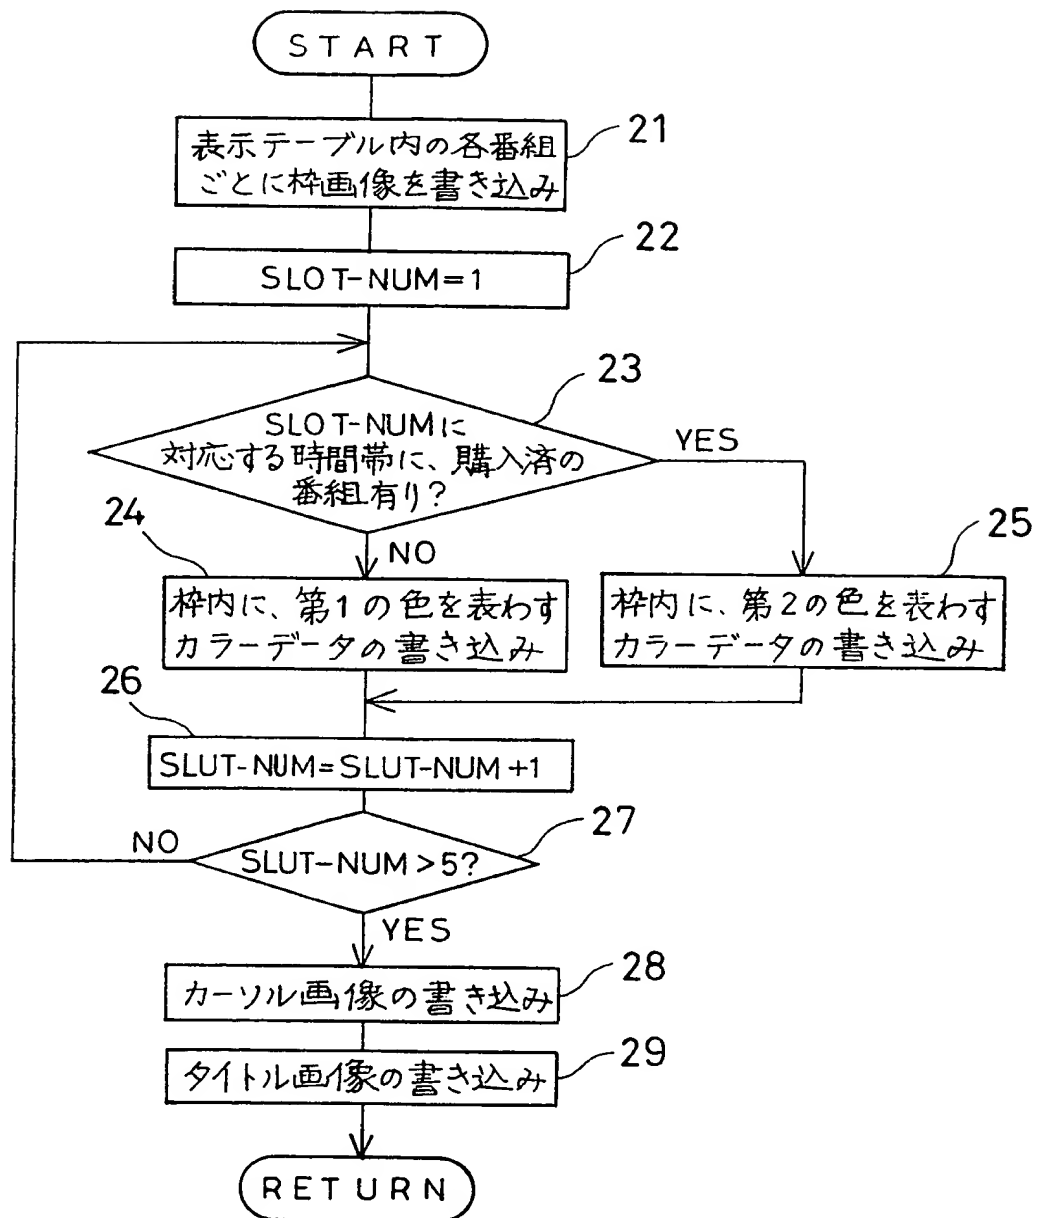 START
表示テーブル内の各番組
ごとに枠画像を書き込み
21
SLOT-NUM=1
22
SLOT-NUMに
対応する時間帯に、購入済の
番組有り?
23
YES
NO
24
枠内に、第1の色を表わす
カラーデータの書き込み
25
枠内に、第2の色を表わす
カラーデータの書き込み
26
SLUT-NUM=SLUT-NUM+1
27
SLUT-NUM>5?
NO
YES
28
カーソル画像の書き込み
29
タイトル画像の書き込み
RETURN